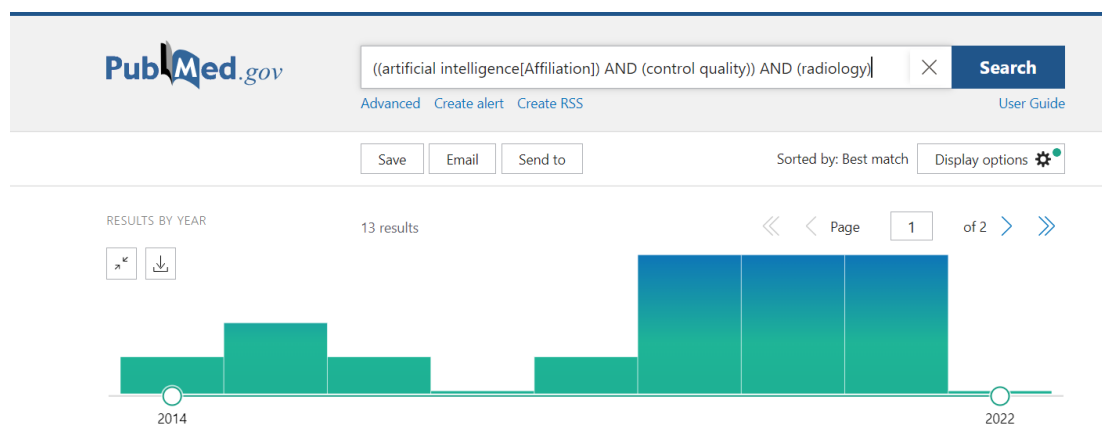 PubMed.gov
((artificial intelligence[Affiliation]) AND (control quality)) AND (radiology)
Search
Advanced Create alert Create RSS
User Guide
Save Email Send to
Sorted by: Best match
Display options
RESULTS BY YEAR
13 results
Page 1 of 2
2014
2022